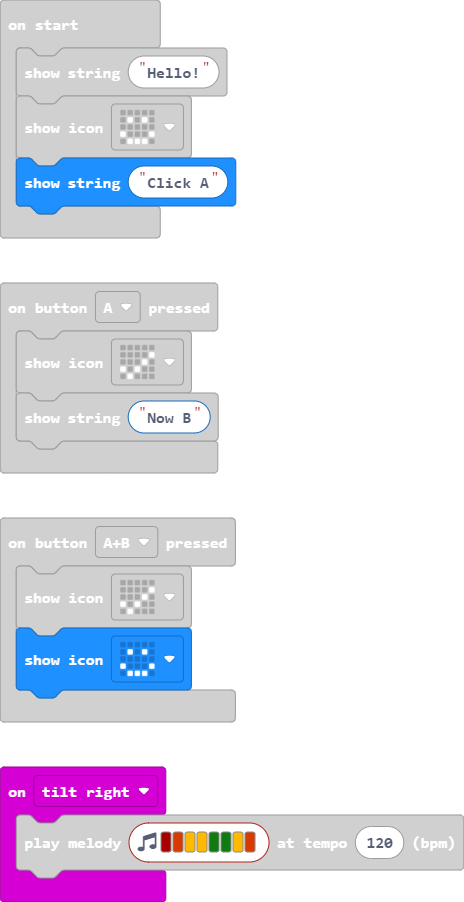 on start
show string "Hello!"
show icon
show string "Click A"
on button A pressed
show icon
show string "Now B"
on button A+B pressed
show icon
show icon
on tilt right
play melody at tempo 120 (bpm)